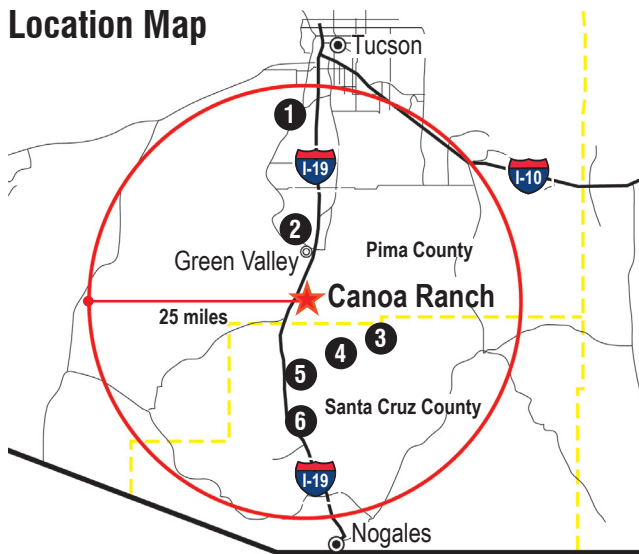 Location Map
Tucson
1
I-19
I-10
2
Green Valley
Pima County
Canoa Ranch
25 miles
3
4
5
Santa Cruz County
6
I-19
Nogales